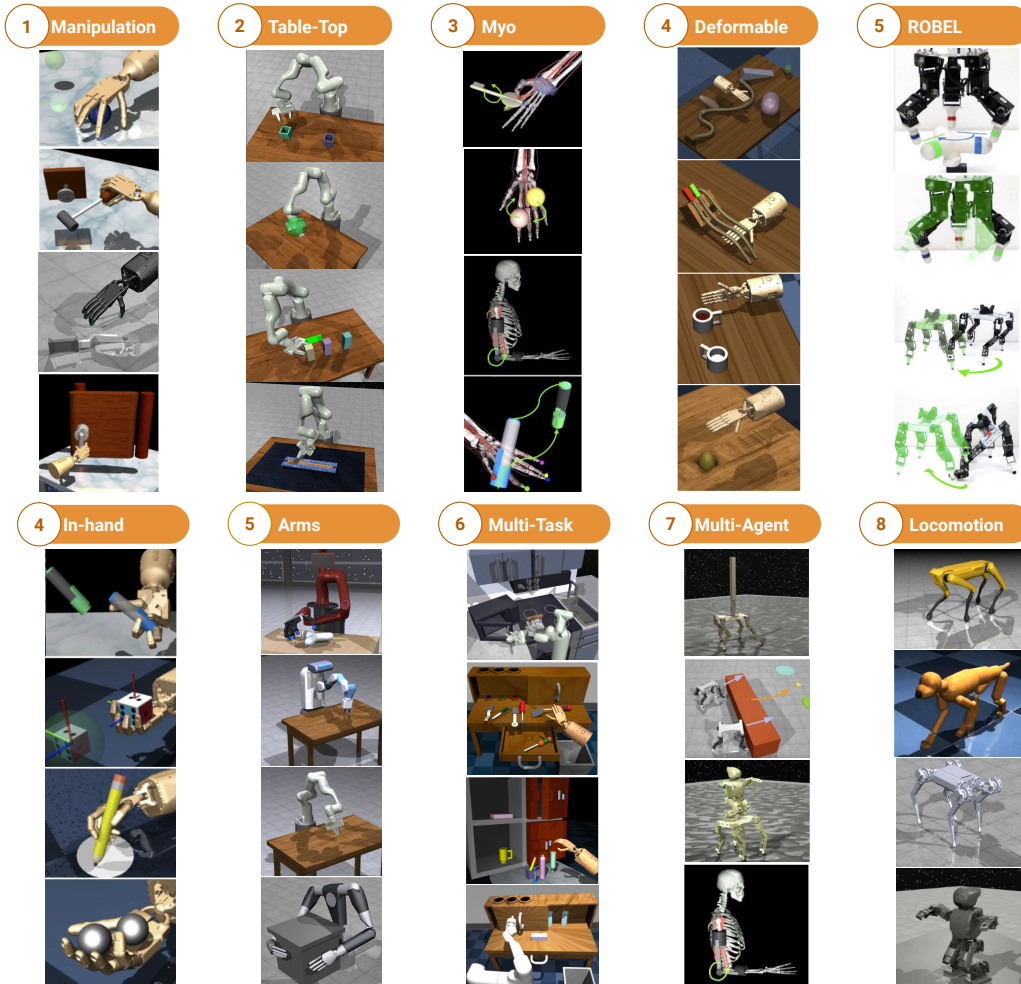 1 Manipulation
2 Table-Top
3 Myo
4 Deformable
5 ROBEL
4 In-hand
5 Arms
6 Multi-Task
7 Multi-Agent
8 Locomotion